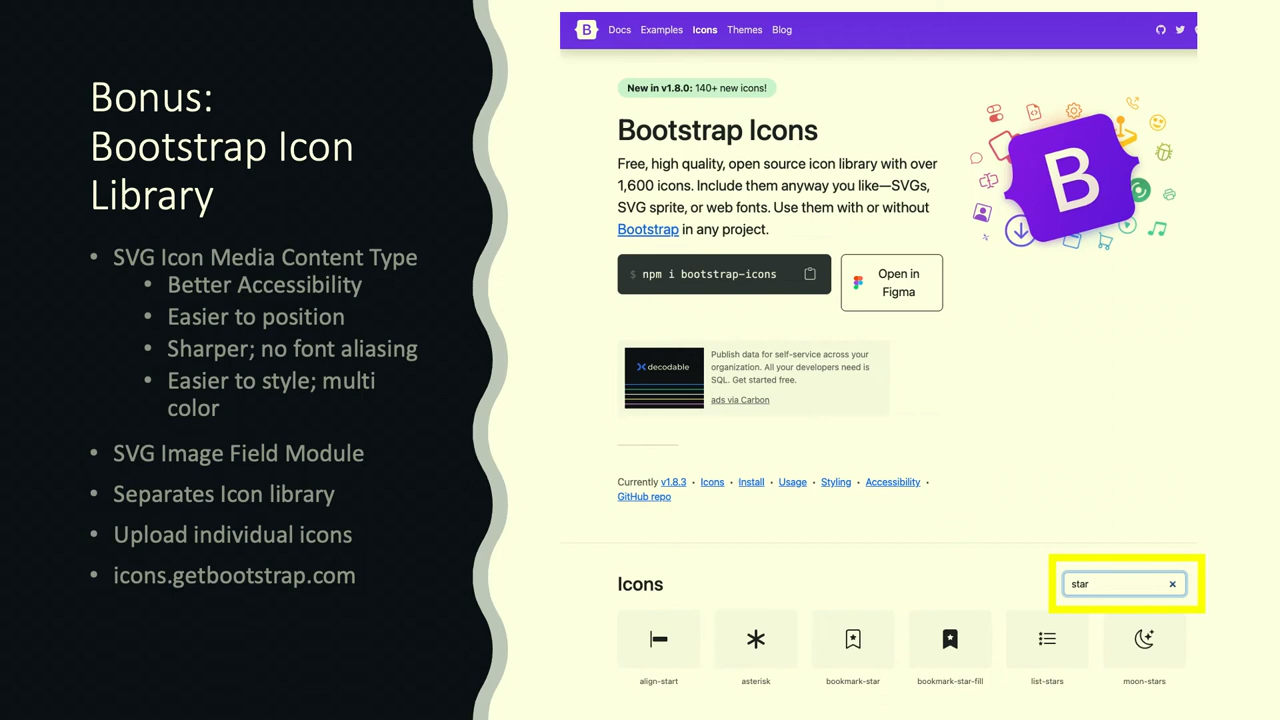 Bonus:
Bootstrap Icon
Library
• SVG Icon Media Content Type
• Better Accessibility
• Easier to position
• Sharper; no font aliasing
• Easier to style; multi
color
• SVG Image Field Module
• Separates Icon library
• Upload individual icons
• icons.getbootstrap.com
B Docs Examples Icons Themes Blog
New in v1.8.0: 140+ new icons!
Bootstrap Icons
Free, high quality, open source icon library with over
1,600 icons. Include them anyway you like—SVGs,
SVG sprite, or web fonts. Use them with or without
Bootstrap in any project.
B
$ npm i bootstrap-icons
Open in
Figma
decodable
Publish data for self-service across your
organization. All your developers need is
SQL. Get started free.
ads via Carbon
Currently v1.8.3 • Icons • Install • Usage • Styling • Accessibility •
GitHub repo
Icons
star
align-start asterisk bookmark-star bookmark-star-fill list-stars moon-stars